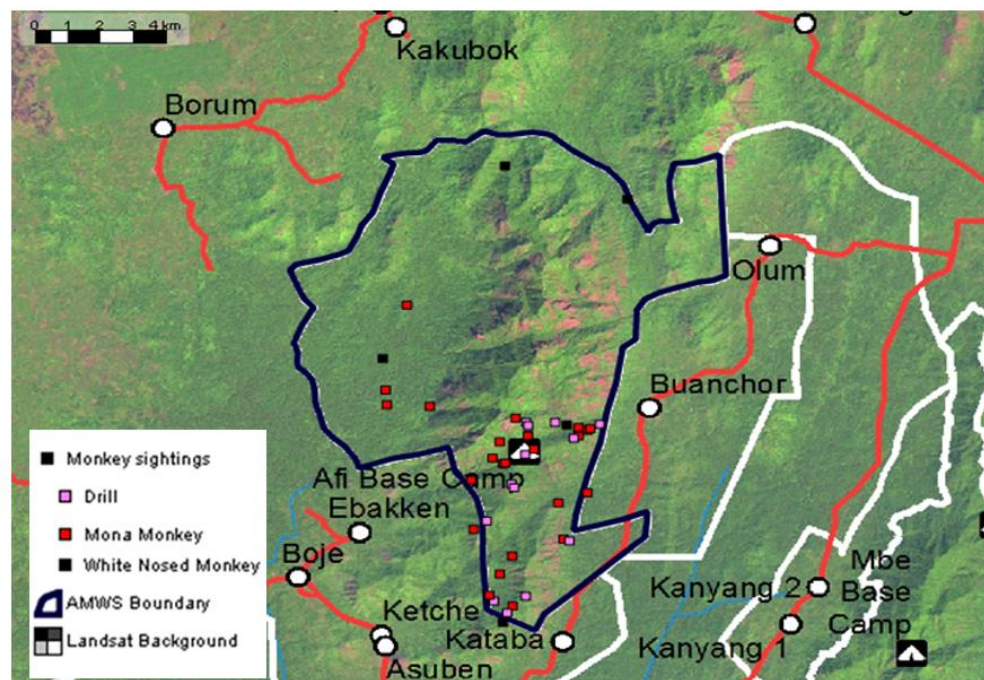 0 1 2 3 4 km
Kakubok
Borum
Olum
Buanchor
Monkey sightings
Drill
Mona Monkey
White Nosed Monkey
AMWS Boundary
Landsat Background
Afi Base Camp
Ebakken
Boje
Ketche
Kataba
Asuben
Kanyang 2
Kanyang 1
Mbe
Base
Camp